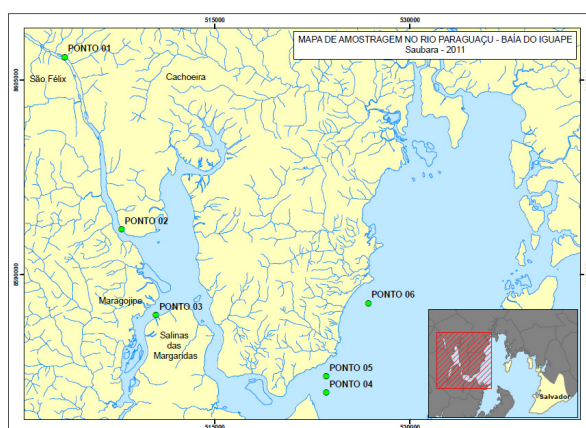 515000
530000
MAPA DE AMOSTRAGEM NO RIO PARAGUAÇU - BAÍA DO IGUAPE
Saubara - 2011
PONTO 01
São Félix
Cachoeira
PONTO 02
Maragojipe
PONTO 03
Salinas
das
Margaridas
PONTO 06
PONTO 05
PONTO 04
Salvador
515000
530000